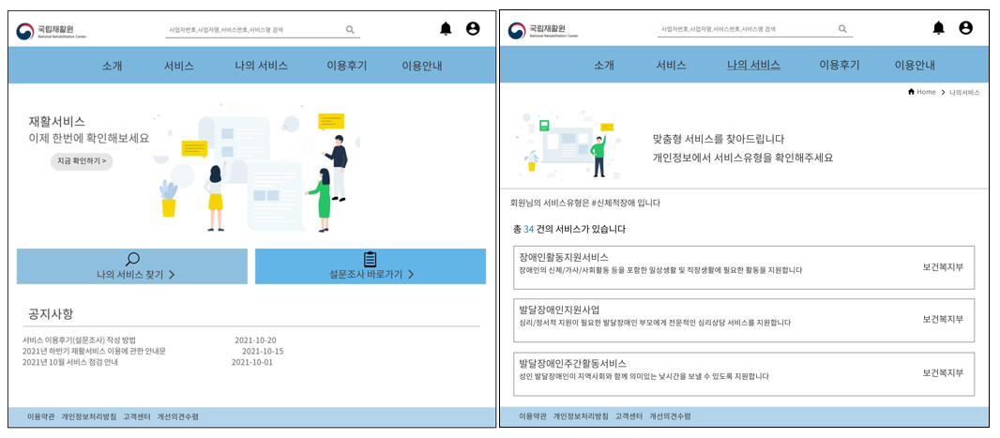 국립재활원
National Rehabilitation Center
사업자번호,사업자명,서비스번호,서비스명 검색
소개 서비스 나의 서비스 이용후기 이용안내
재활서비스
이제 한번에 확인해보세요
지금 확인하기 >
나의 서비스 찾기 >
설문조사 바로가기 >
공지사항
서비스 이용후기(설문조사) 작성 방법 2021-10-20
2021년 하반기 재활서비스 이용에 관한 안내문 2021-10-15
2021년 10월 서비스 점검 안내 2021-10-01
이용약관 개인정보처리방침 고객센터 개선의견수렴
국립재활원
National Rehabilitation Center
사업자번호,사업자명,서비스번호,서비스명 검색
소개 서비스 나의 서비스 이용후기 이용안내
Home > 나의서비스
맞춤형 서비스를 찾아드립니다
개인정보에서 서비스유형을 확인해주세요
회원님의 서비스유형은 #신체적장애 입니다
총 34 건의 서비스가 있습니다
장애인활동지원서비스
장애인의 신체/가사/사회활동 등을 포함한 일상생활 및 직장생활에 필요한 활동을 지원합니다
보건복지부
발달장애인지원사업
심리/정서적 지원이 필요한 발달장애인 부모에게 전문적인 심리상담 서비스를 지원합니다
보건복지부
발달장애인주간활동서비스
성인 발달장애인이 지역사회와 함께 의미있는 낮시간을 보낼 수 있도록 지원합니다
보건복지부
이용약관 개인정보처리방침 고객센터 개선의견수렴